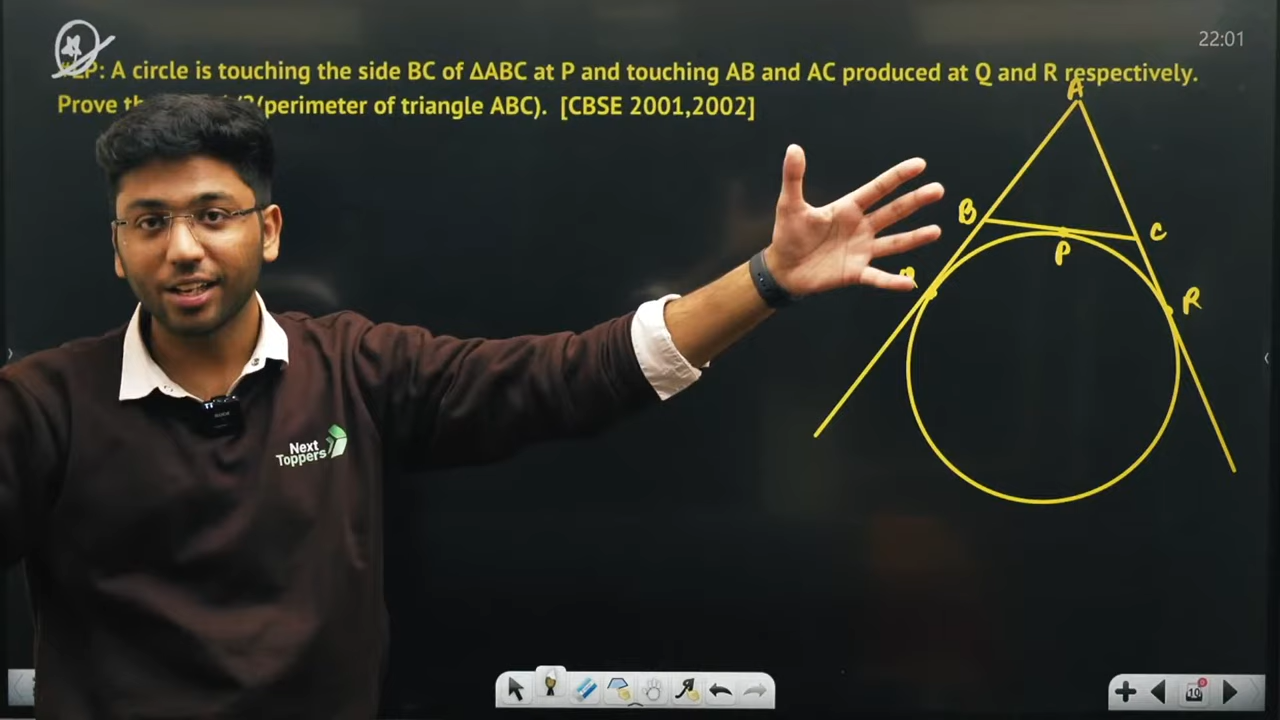 22:01
P: A circle is touching the side BC of ΔABC at P and touching AB and AC produced at Q and R respectively.
Prove (perimeter of triangle ABC). [CBSE 2001,2002]
A
B
C
P
R
Next
Toppers
10